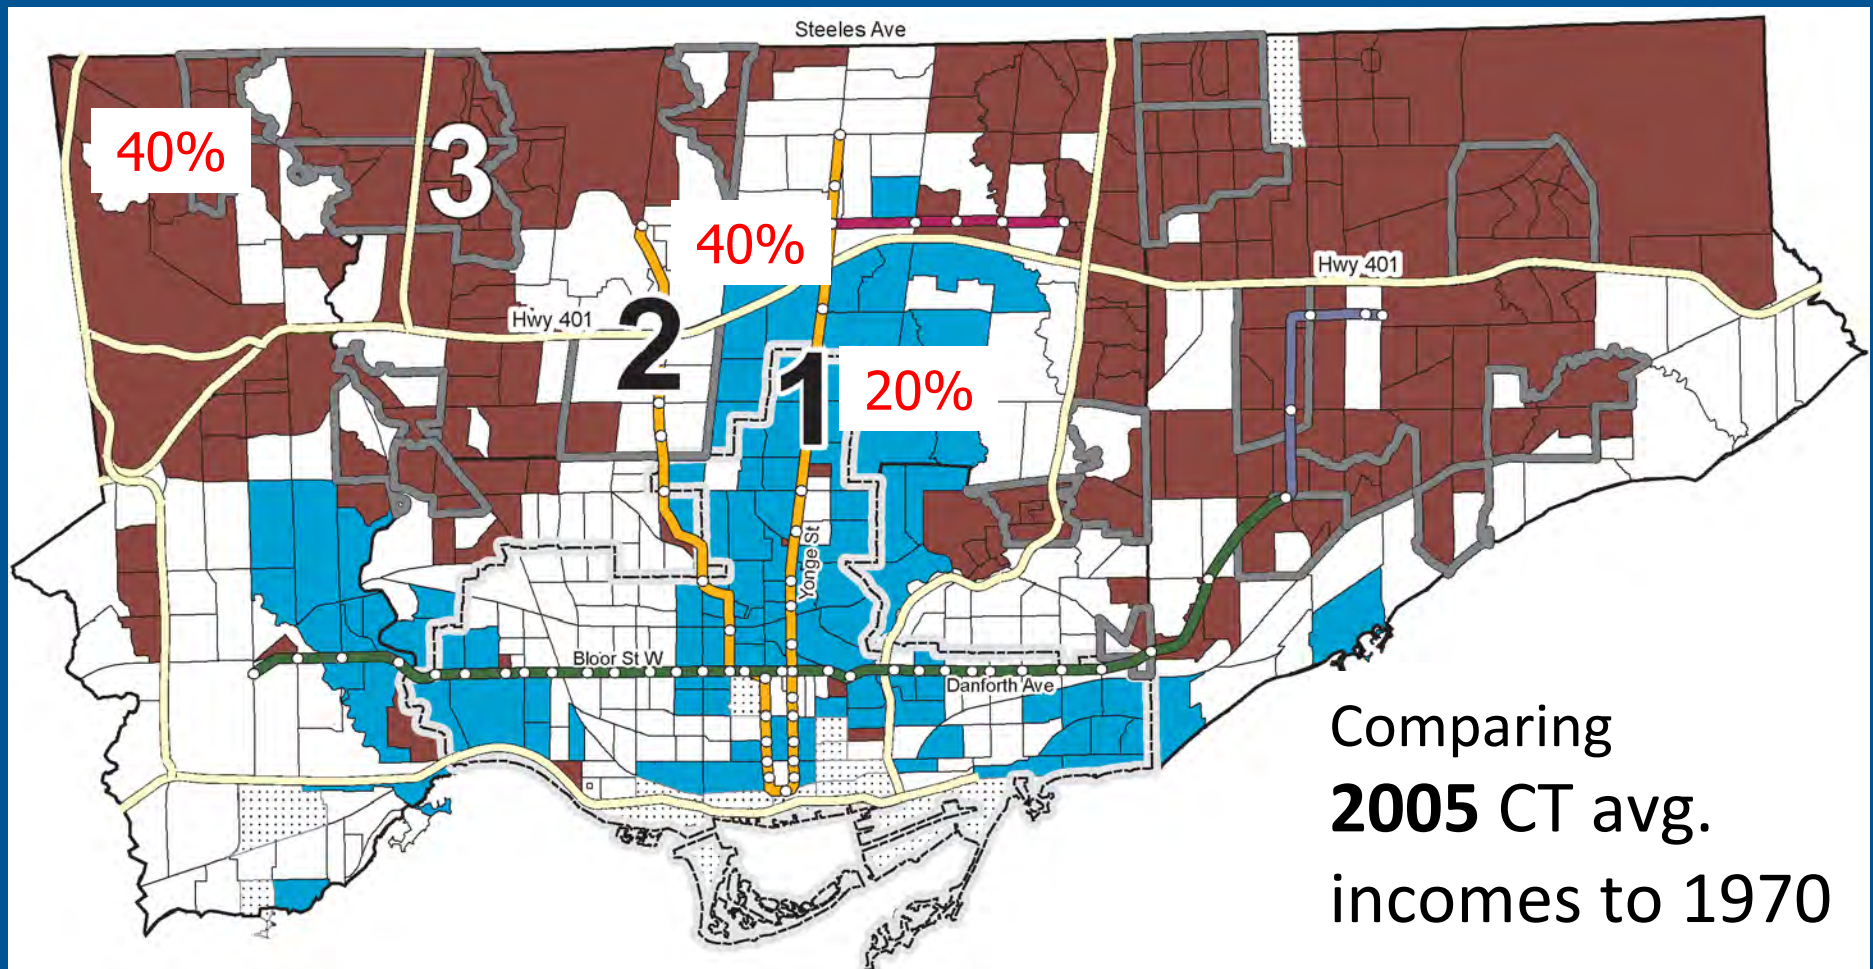 Steeles Ave
40%
3
40%
Hwy 401
Hwy 401
2
1
20%
Yonge St
Bloor St W
Danforth Ave
Comparing
2005 CT avg.
incomes to 1970